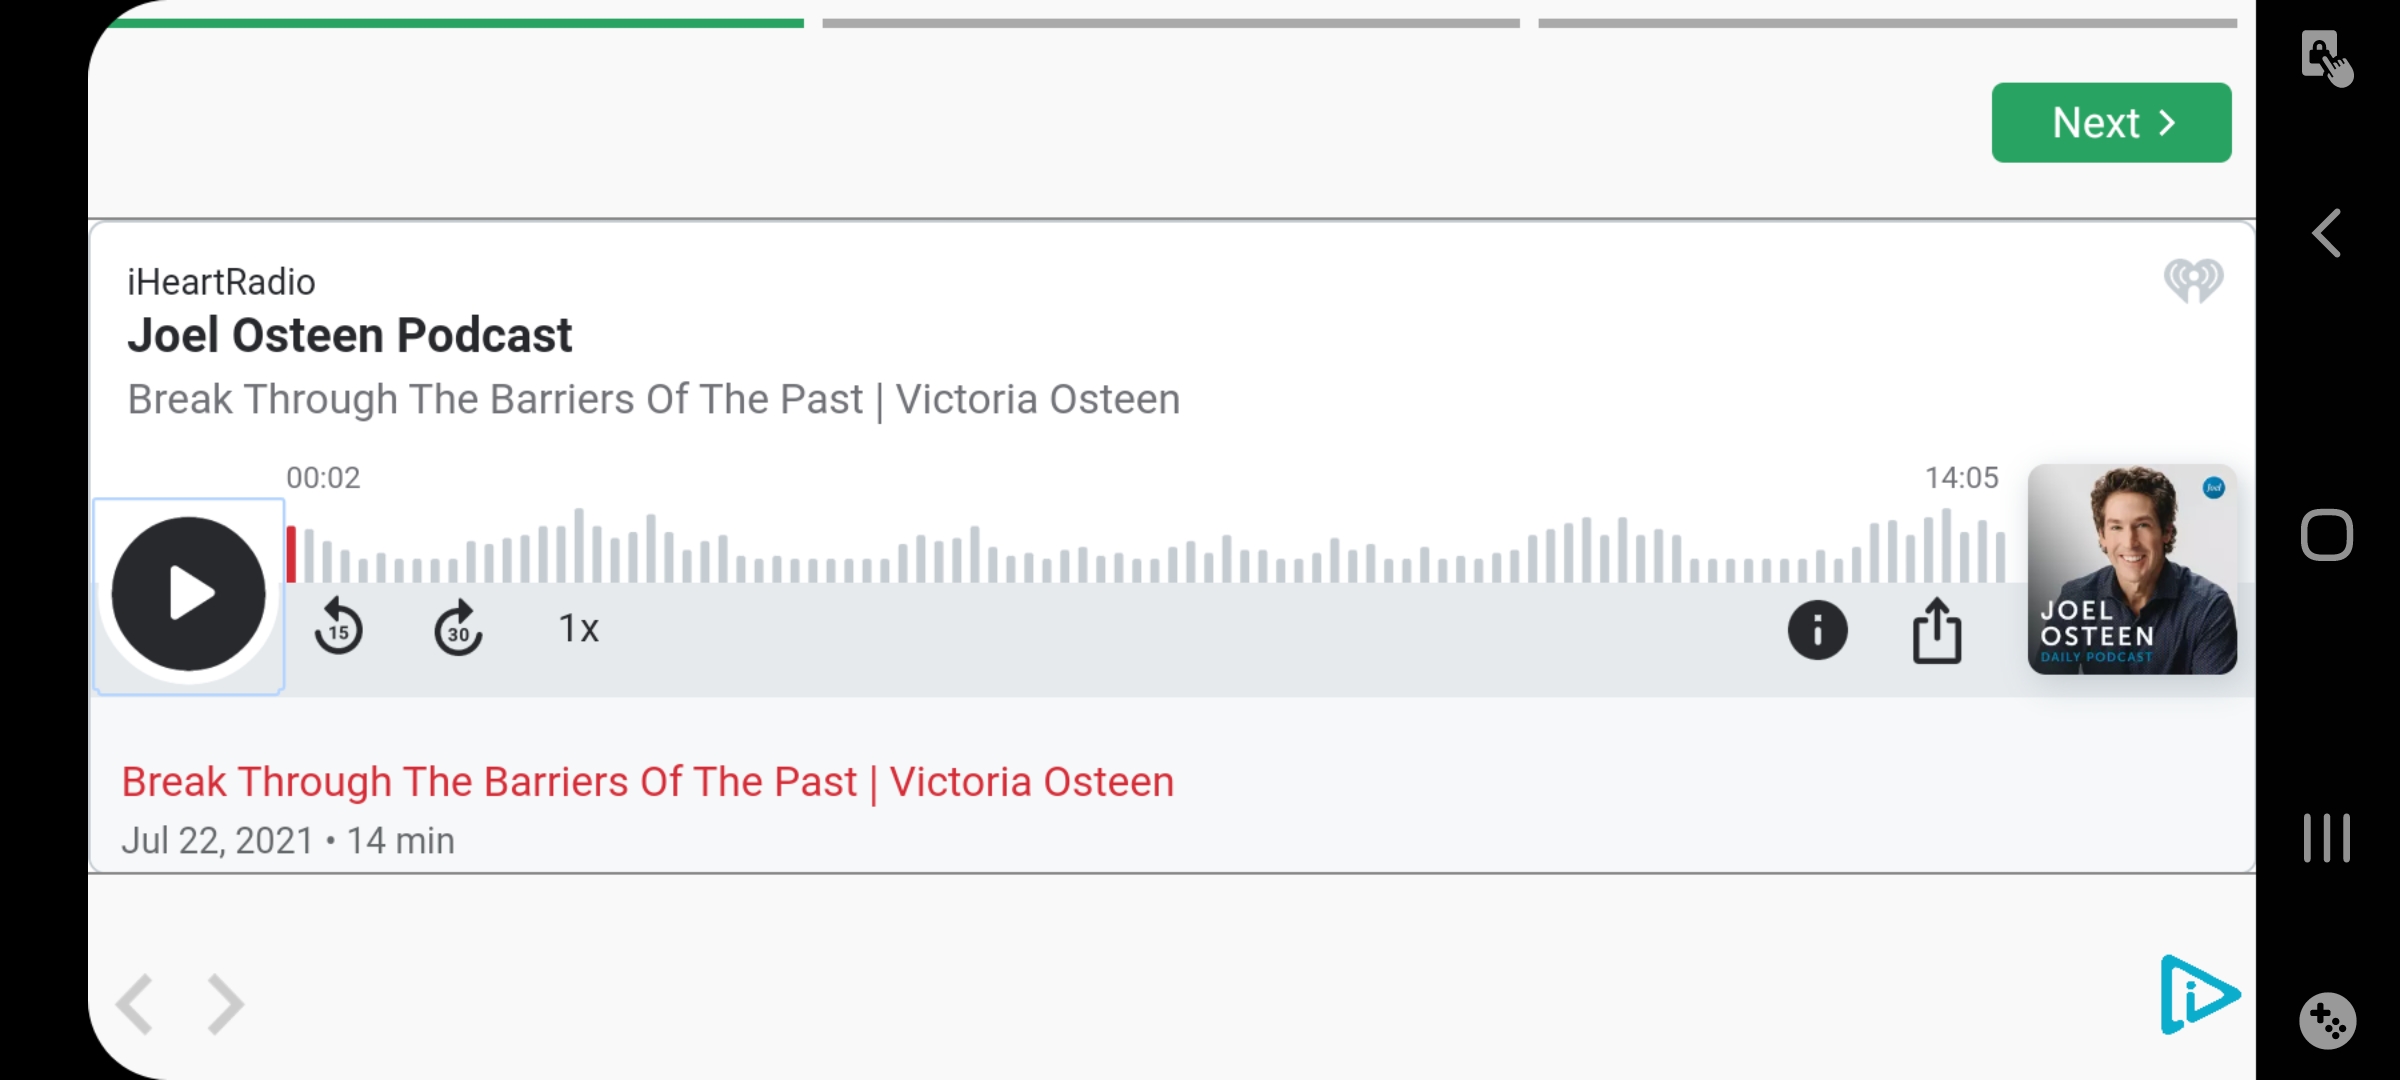 Next
iHeartRadio
Joel Osteen Podcast
Break Through The Barriers Of The Past | Victoria Osteen
00:02
14:05
15
30
1x
Joel
JOEL
OSTEEN
DAILY PODCAST
Break Through The Barriers Of The Past | Victoria Osteen
Jul 22, 2021 • 14 min